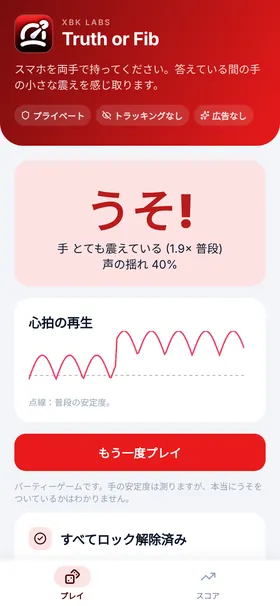 XBK LABS
Truth or Fib
スマホを両手で持ってください。答えている間の手
の小さな震えを感じ取ります。
プライベート トラッキングなし 広告なし
うそ!
手 とても震えている (1.9× 普段)
声の揺れ 40%
心拍の再生
点線：普段の安定度。
もう一度プレイ
パーティーゲームです。手の安定度は測りますが、本当にうそを
ついているかはわかりません。
すべてロック解除済み
プレイ スコア